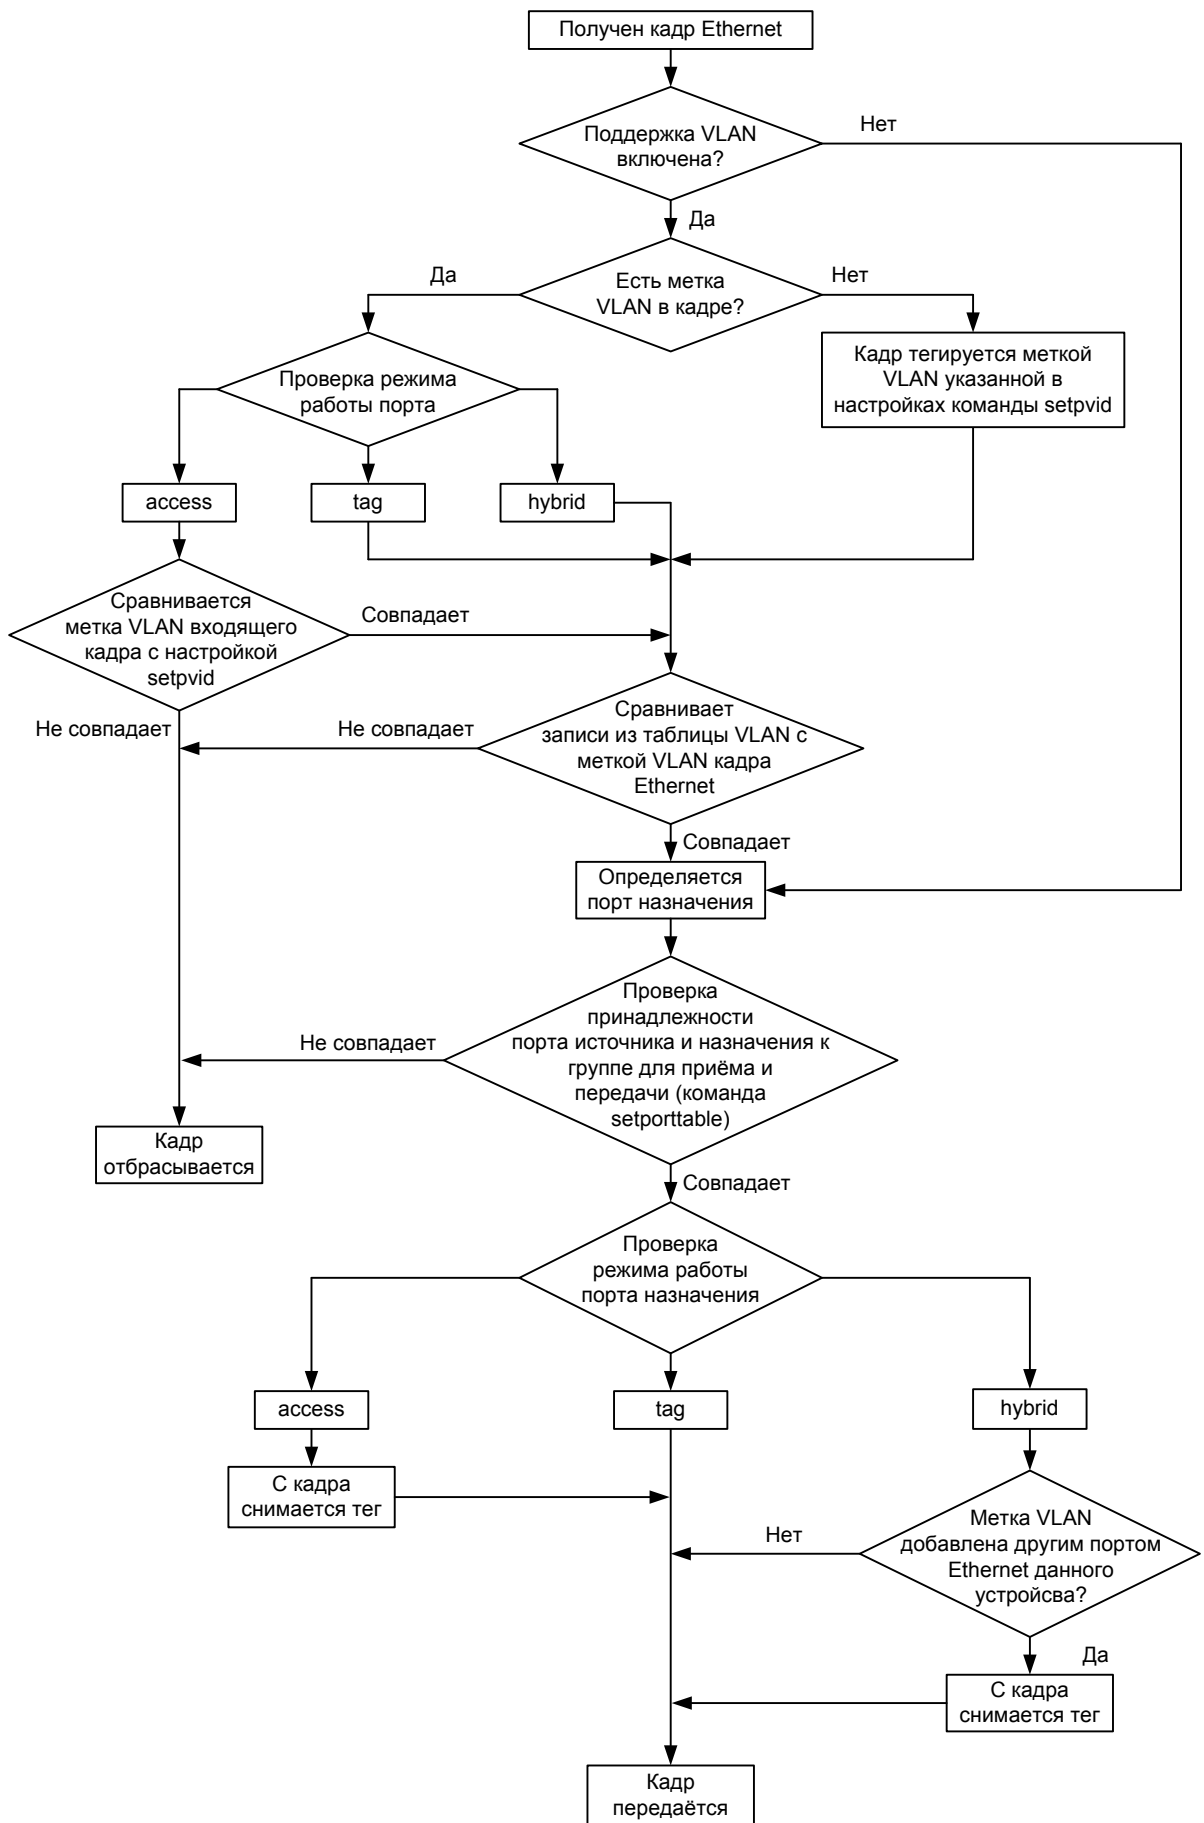 Получен кадр Ethernet
Поддержка VLAN
включена?
Нет
Да
Есть метка
VLAN в кадре?
Да
Нет
Проверка режима
работы порта
Кадр тегируется меткой
VLAN указанной в
настройках команды setpvid
access
tag
hybrid
Сравнивается
метка VLAN входящего
кадра с настройкой
setpvid
Совпадает
Не совпадает
Не совпадает
Сравнивает
записи из таблицы VLAN с
меткой VLAN кадра
Ethernet
Совпадает
Определяется
порт назначения
Проверка
принадлежности
порта источника и назначения к
группе для приёма и
передачи (команда
setporttable)
Не совпадает
Кадр
отбрасывается
Совпадает
Проверка
режима работы
порта назначения
access
tag
hybrid
С кадра
снимается тег
Метка VLAN
добавлена другим портом
Ethernet данного
устройсва?
Нет
Да
С кадра
снимается тег
Кадр
передаётся